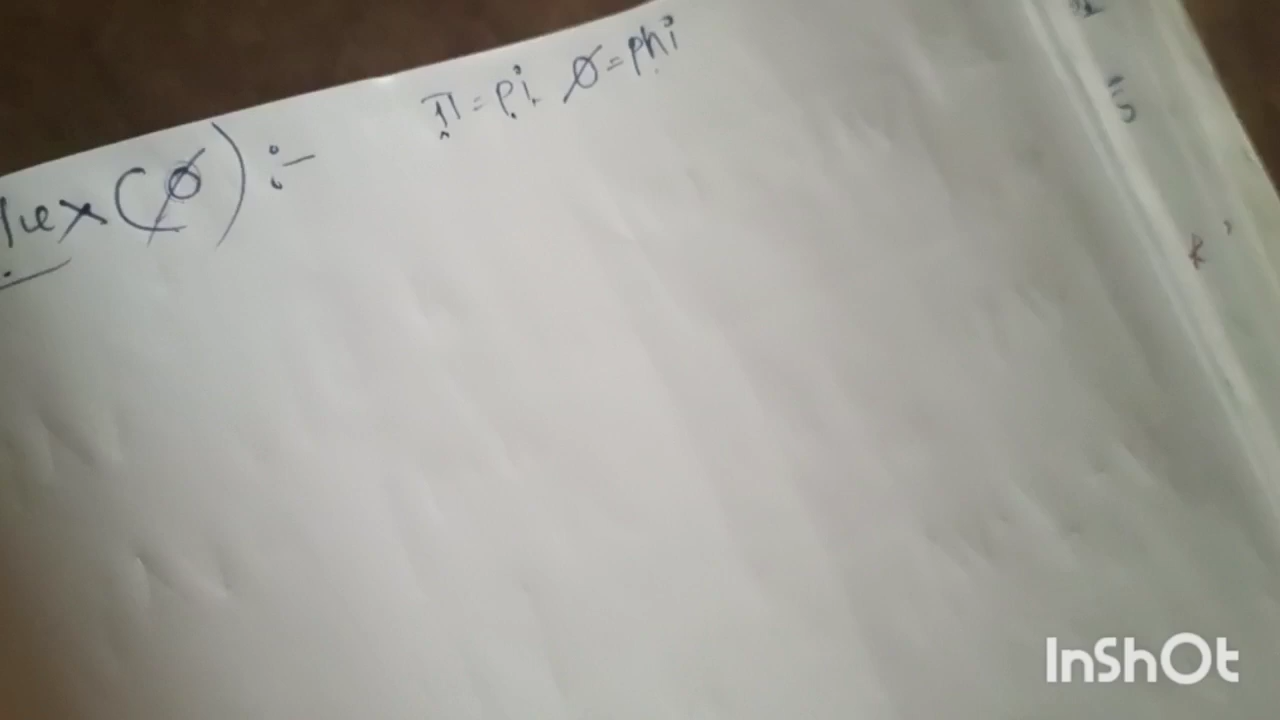 π = Pi Ø = Phi
lux (Ø) :-
InShOt